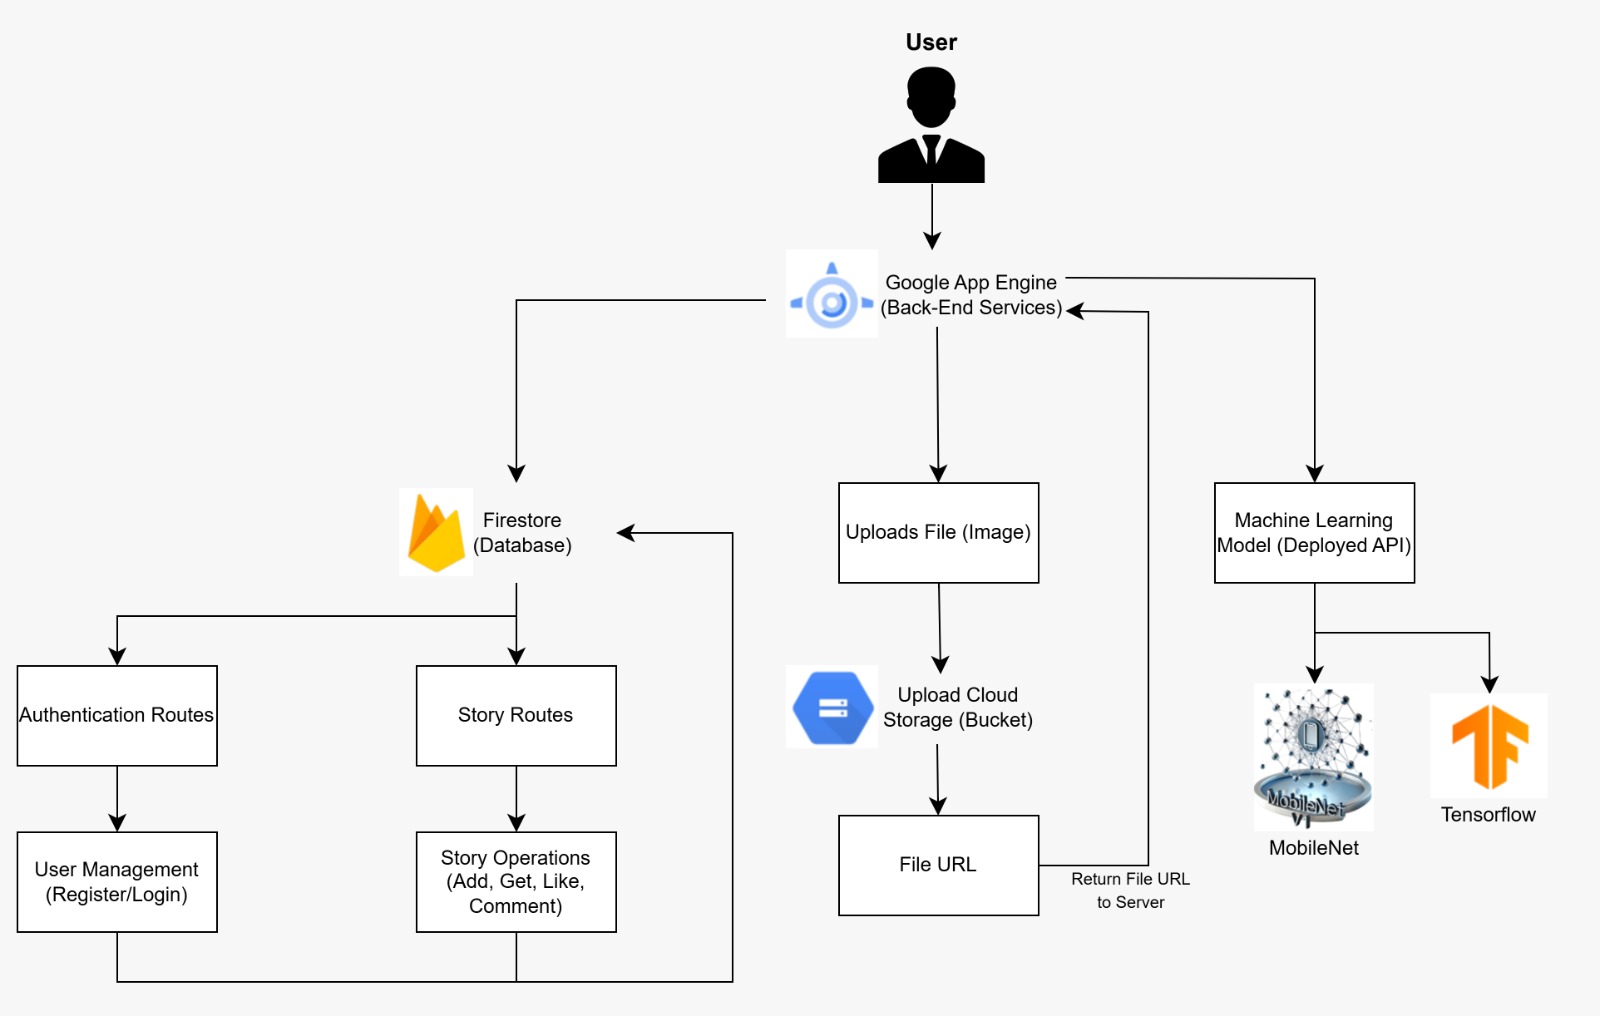 User
Google App Engine
(Back-End Services)
Firestore
(Database)
Uploads File (Image)
Machine Learning
Model (Deployed API)
Authentication Routes
Story Routes
Upload Cloud
Storage (Bucket)
MobileNet
V1
Tensorflow
MobileNet
User Management
(Register/Login)
Story Operations
(Add, Get, Like,
Comment)
File URL
Return File URL
to Server